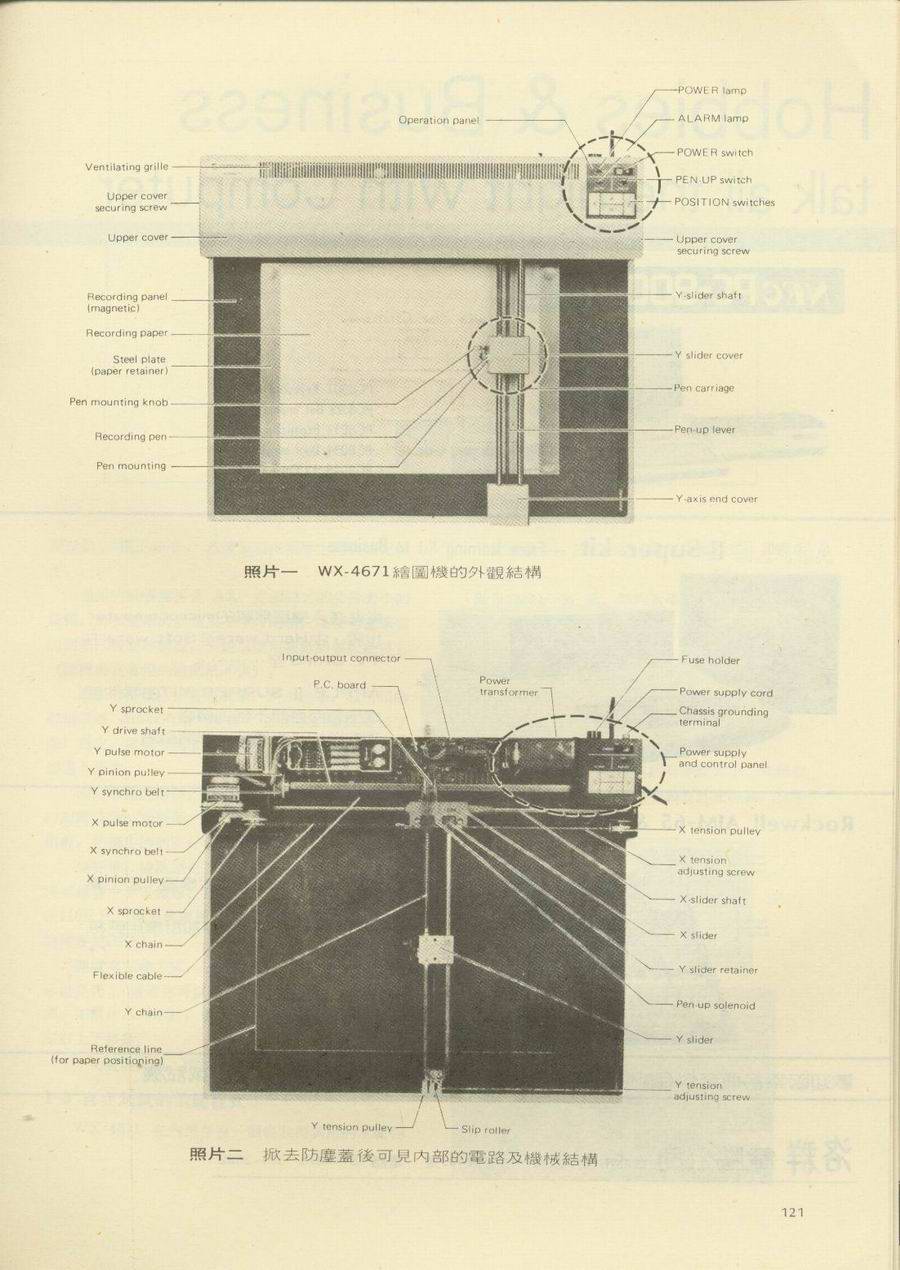 POWER lamp
Operation panel
ALARM lamp
POWER switch
Ventilating grille
PEN-UP switch
Upper cover
securing screw
POSITION switches
Upper cover
Upper cover
securing screw
Recording panel
(magnetic)
Y-slider shaft
Recording paper
Steel plate
(paper retainer)
Y slider cover
Pen mounting knob
Pen carriage
Recording pen
Pen-up lever
Pen mounting
Y-axis end cover
照片一 WX-4671繪圖機的外觀結構
Input-output connector
Fuse holder
P.C. board
Power
transformer
Power supply cord
Y sprocket
Chassis grounding
terminal
Y drive shaft
Y pulse motor
Power supply
and control panel
Y pinion pulley
Y synchro belt
X pulse motor
X tension pulley
X synchro belt
X tension
adjusting screw
X pinion pulley
X-slider shaft
X sprocket
X slider
X chain
Y slider retainer
Flexible cable
Pen-up solenoid
Y chain
Y slider
Reference line
(for paper positioning)
Y tension
adjusting screw
Y tension pulley
Slip roller
照片二 掀去防塵蓋後可見內部的電路及機械結構
121